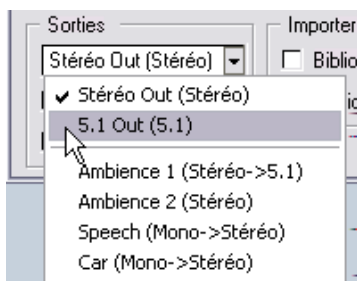 Sorties
Importer
Stéréo Out (Stéréo)
Biblio
Stéréo Out (Stéréo)
5.1 Out (5.1)
Ambience 1 (Stéréo->5.1)
Ambience 2 (Stéréo)
Speech (Mono->Stéréo)
Car (Mono->Stéréo)